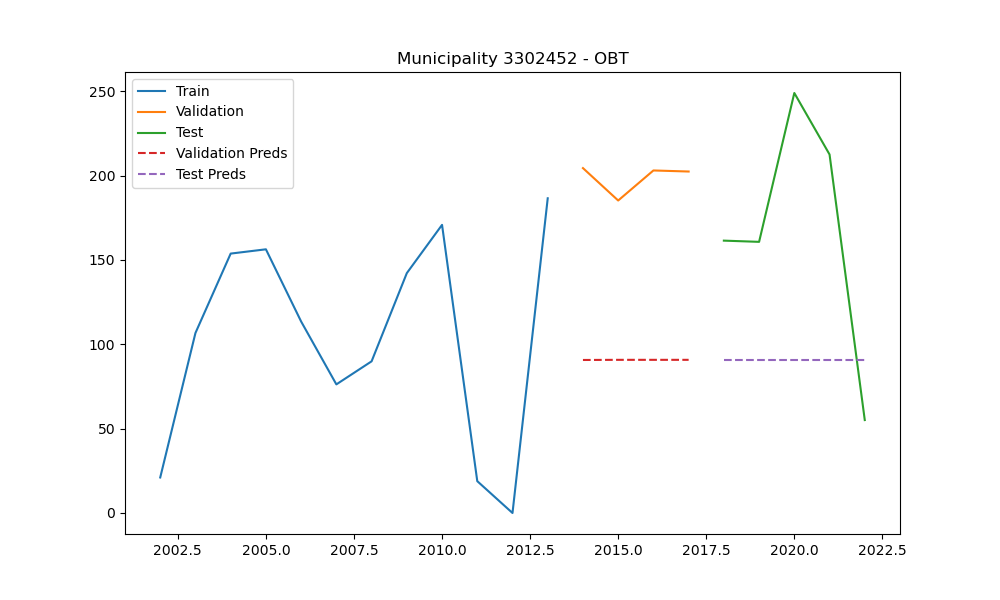 Municipality 3302452 - OBT
Train
Validation
Test
Validation Preds
Test Preds
250
200
150
100
50
0
2002.5 2005.0 2007.5 2010.0 2012.5 2015.0 2017.5 2020.0 2022.5